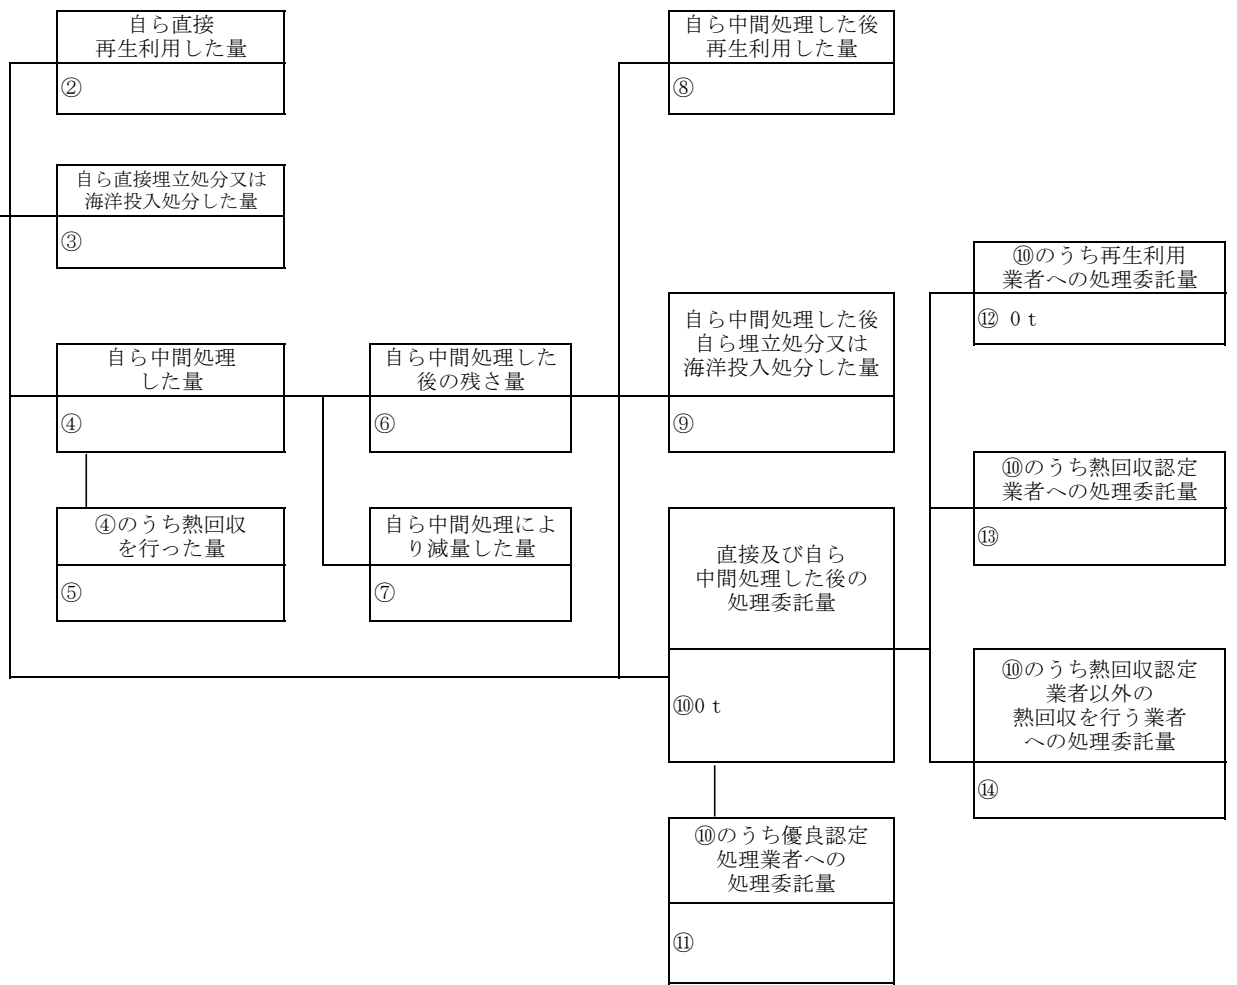 自ら直接
再生利用した量
②
自ら中間処理した後
再生利用した量
⑧
自ら直接埋立処分又は
海洋投入処分した量
③
⑩のうち再生利用
業者への処理委託量
⑫ 0 t
自ら中間処理した後
自ら埋立処分又は
海洋投入処分した量
⑨
自ら中間処理
した量
④
自ら中間処理した
後の残さ量
⑥
⑩のうち熱回収認定
業者への処理委託量
⑬
④のうち熱回収
を行った量
⑤
自ら中間処理によ
り減量した量
⑦
直接及び自ら
中間処理した後の
処理委託量
⑩0 t
⑩のうち熱回収認定
業者以外の
熱回収を行う業者
への処理委託量
⑭
⑩のうち優良認定
処理業者への
処理委託量
⑪